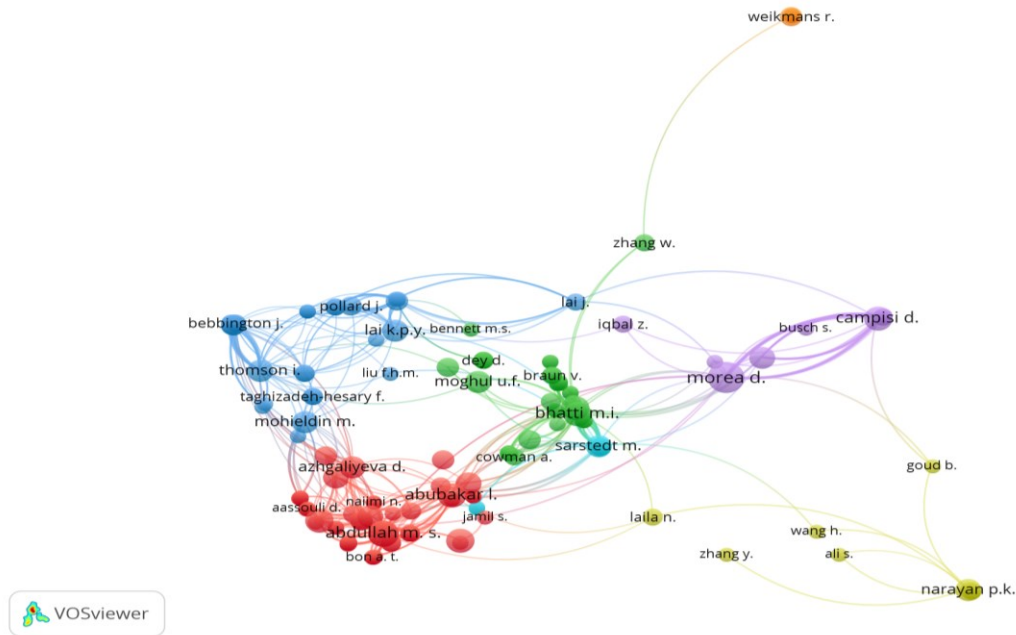 weikmans r.
zhang w.
pollard j.
lai j.
bebbington j.
lai k.p.y.
bennett m.s.
iqbal z.
busch s.
campisi d.
thomson i.
liu f.h.m.
dey d.
moghul u.f.
braun v.
morea d.
taghizadeh-hesary f.
mohieldin m.
bhatti m.i.
sarstedt m.
cowman a.
azhgaliyeva d.
goud b.
aassouli d.
nailmi n.
abubakar l.
jamil s.
laila n.
abdullah m. s.
wang h.
bon a. t.
zhang y.
ali s.
narayan p.k.
VOSviewer